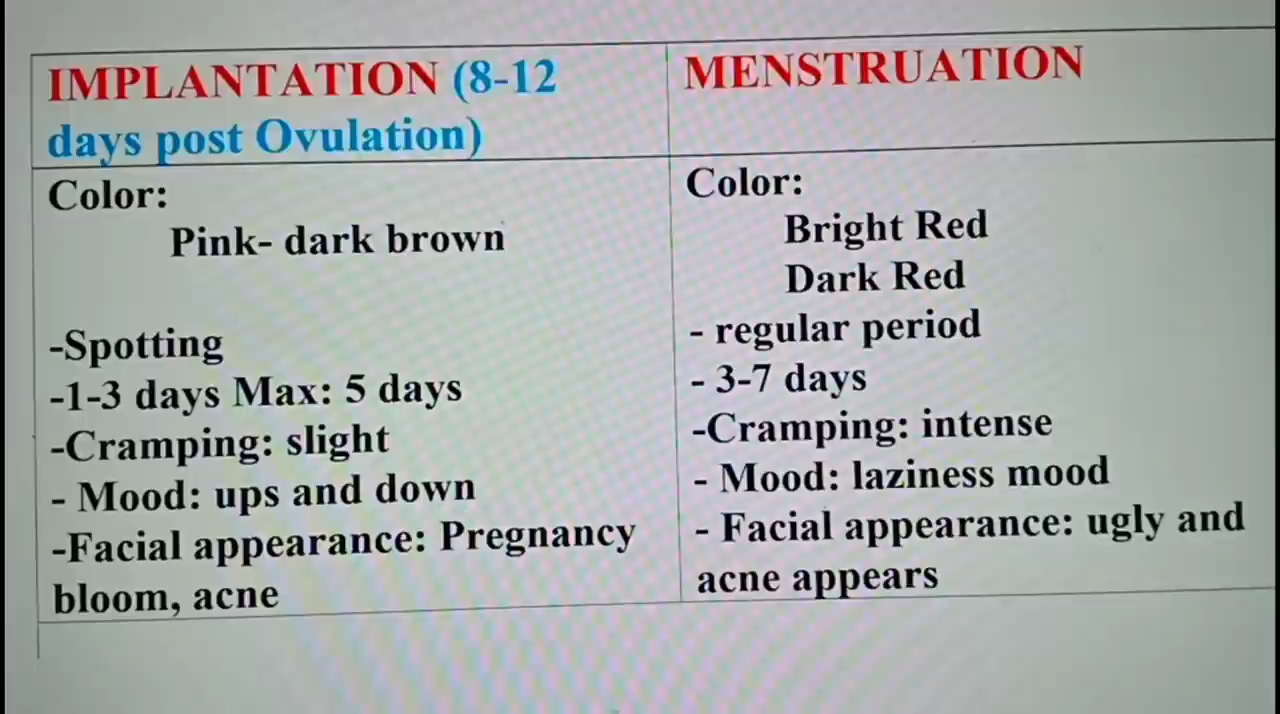 IMPLANTATION (8-12
days post Ovulation)
Color:
Pink- dark brown
-Spotting
-1-3 days Max: 5 days
-Cramping: slight
- Mood: ups and down
-Facial appearance: Pregnancy
bloom, acne
MENSTRUATION
Color:
Bright Red
Dark Red
- regular period
- 3-7 days
-Cramping: intense
- Mood: laziness mood
- Facial appearance: ugly and
acne appears